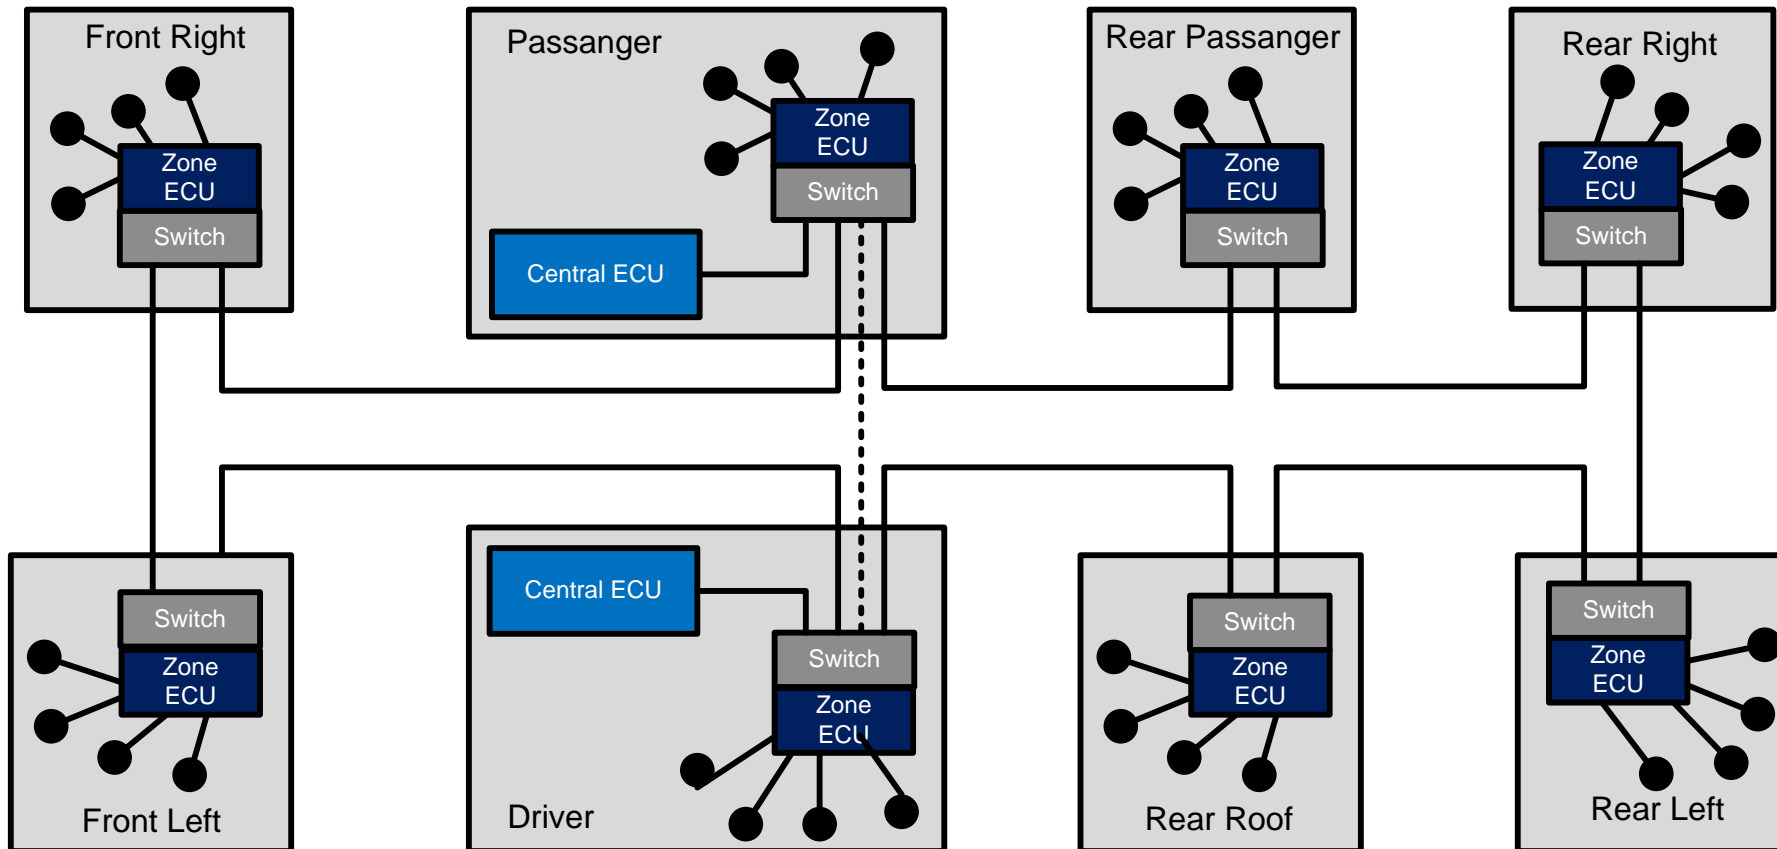 Front Right
Zone
ECU
Switch
Passanger
Zone
ECU
Switch
Central ECU
Rear Passanger
Zone
ECU
Switch
Rear Right
Zone
ECU
Switch
Switch
Zone
ECU
Front Left
Central ECU
Switch
Zone
ECU
Driver
Switch
Zone
ECU
Rear Roof
Switch
Zone
ECU
Rear Left